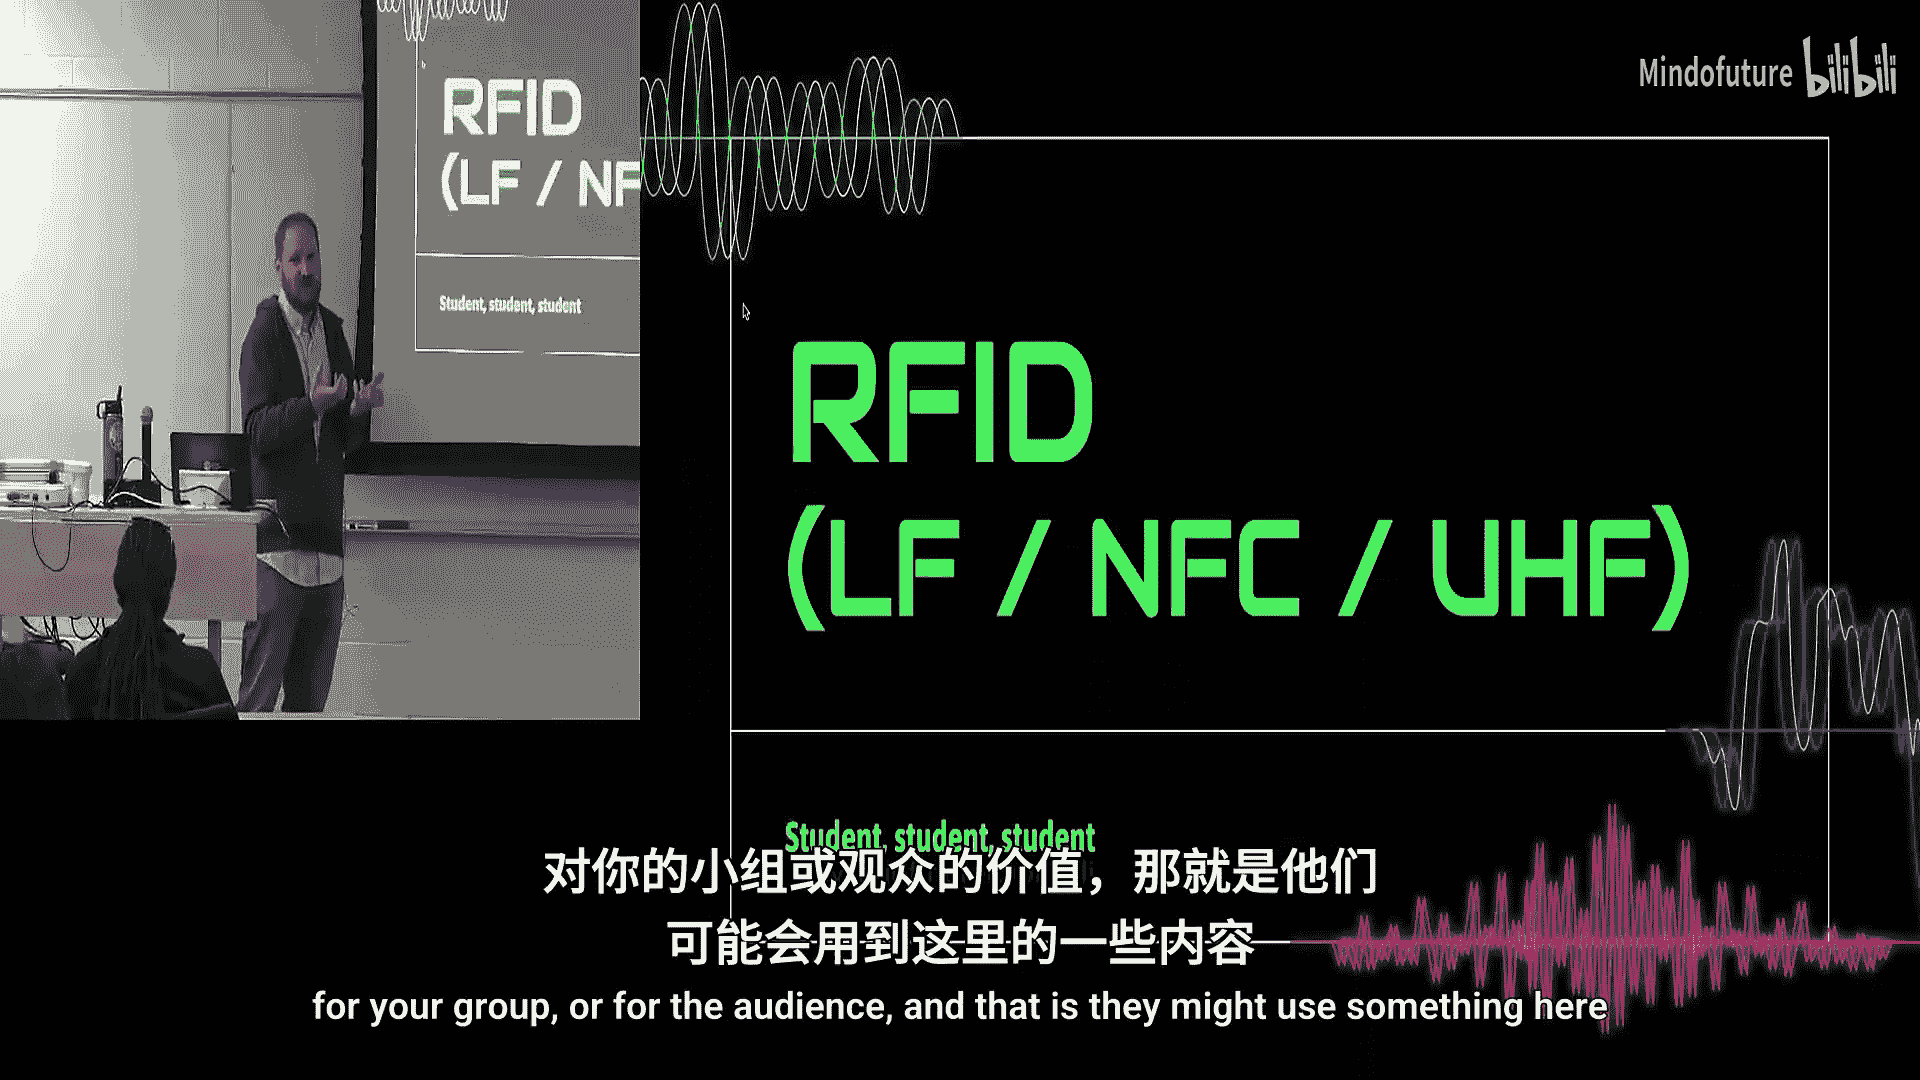 RFID
(LF / NF
Student, student, student
Mindofuture bilibili
RFID
(LF / NFC / UHF)
Student, student, student
对你的小组或观众的价值，那就是他们
可能会用到这里的一些内容
for your group, or for the audience, and that is they might use something here